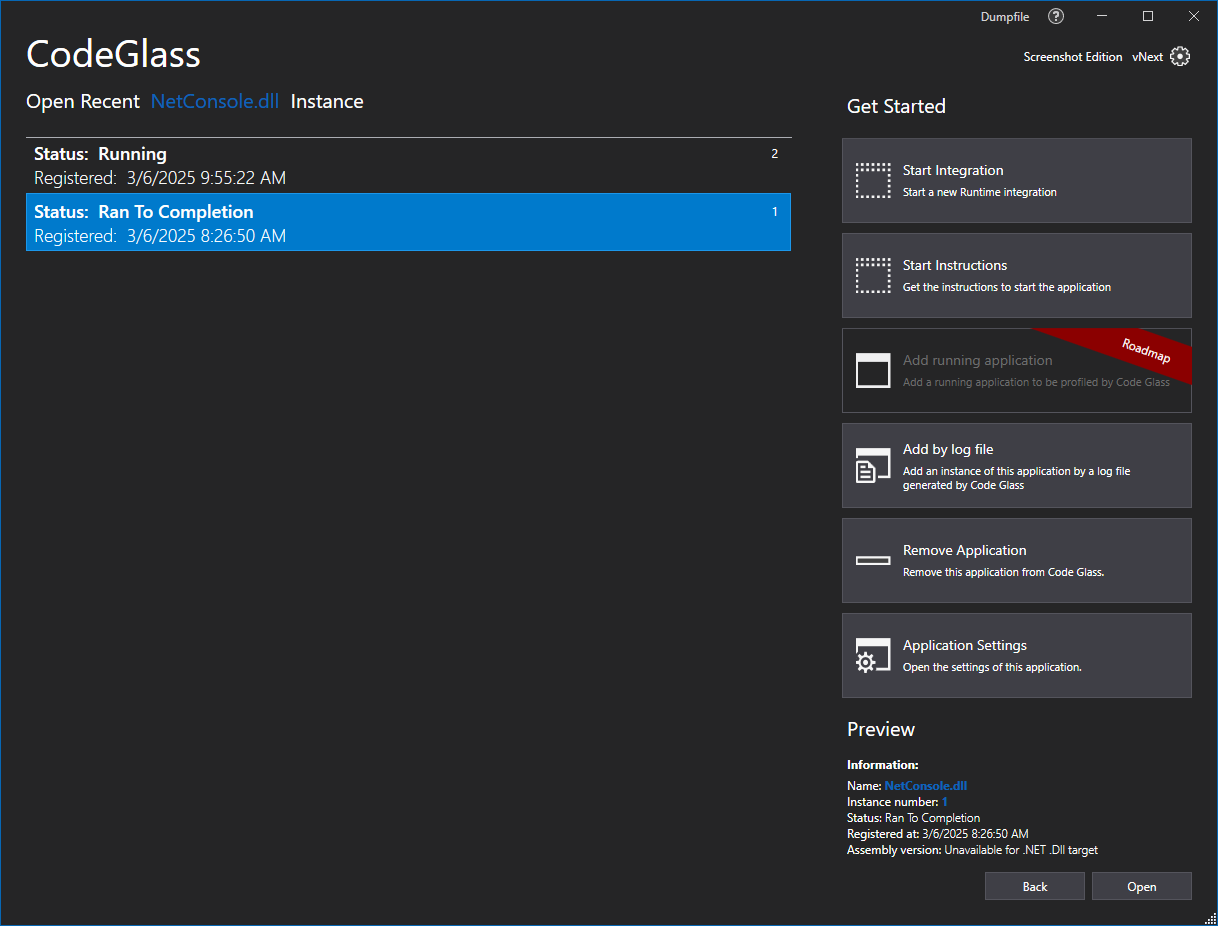 Dumpfile
CodeGlass
Screenshot Edition vNext
Open Recent NetConsole.dll Instance
Status: Running 2
Registered: 3/6/2025 9:55:22 AM
Status: Ran To Completion 1
Registered: 3/6/2025 8:26:50 AM
Get Started
Start Integration
Start a new Runtime integration
Start Instructions
Get the instructions to start the application
Roadmap
Add running application
Add a running application to be profiled by Code Glass
Add by log file
Add an instance of this application by a log file
generated by Code Glass
Remove Application
Remove this application from Code Glass.
Application Settings
Open the settings of this application.
Preview
Information:
Name: NetConsole.dll
Instance number: 1
Status: Ran To Completion
Registered at: 3/6/2025 8:26:50 AM
Assembly version: Unavailable for .NET .Dll target
Back Open